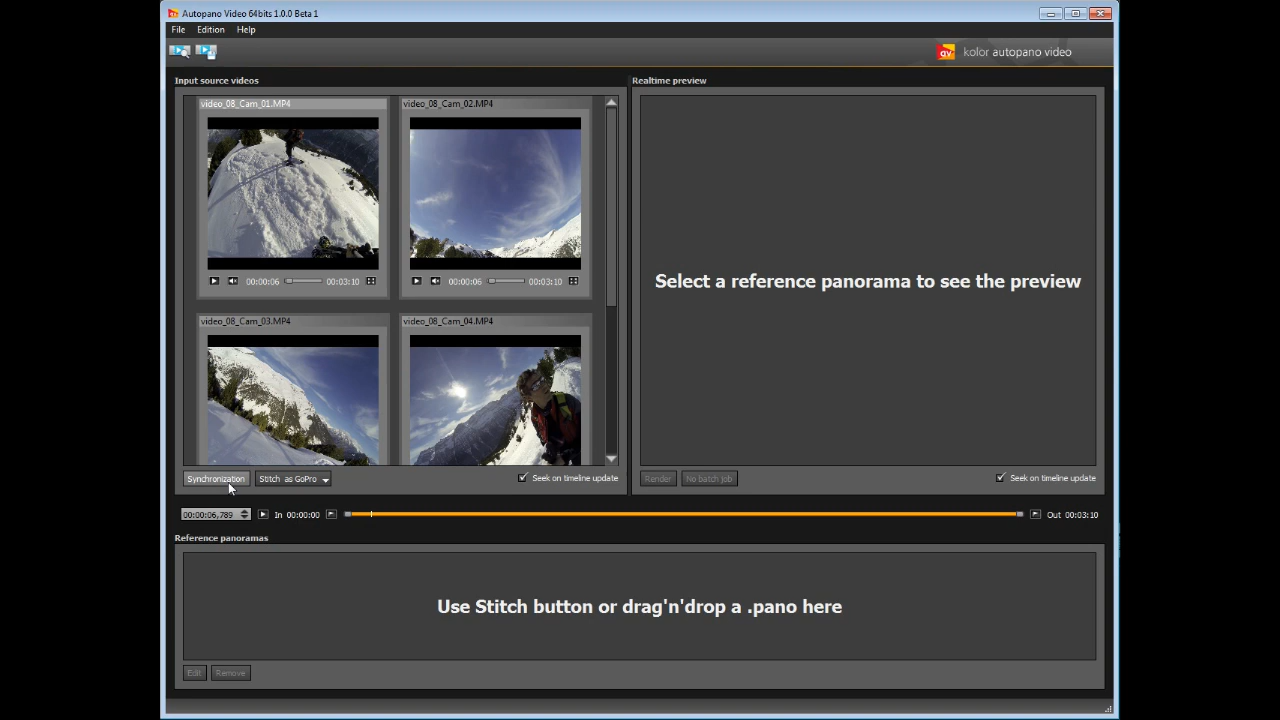 Autopano Video 64bits 1.0.0 Beta 1
File Edition Help
kolor autopano video
Input source videos
Realtime preview
video_08_Cam_01.MP4
video_08_Cam_02.MP4
00:00:06 00:03:10
00:00:06 00:03:10
Select a reference panorama to see the preview
video_08_Cam_03.MP4
video_08_Cam_04.MP4
Synchronization
Stitch as GoPro
Seek on timeline update
Render
No batch job
Seek on timeline update
00:00:06,789
In 00:00:00
Out 00:03:10
Reference panoramas
Use Stitch button or drag'n'drop a .pano here
Edit
Remove